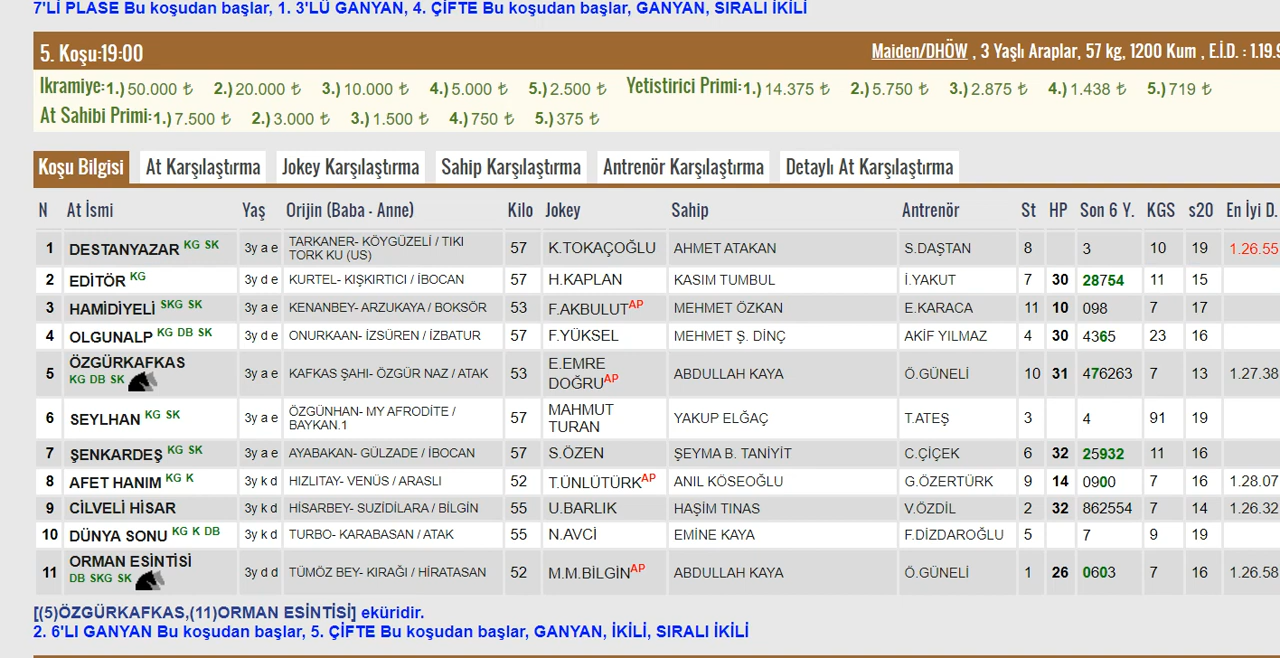 7'Lİ PLASE Bu koşudan başlar, 1. 3'LÜ GANYAN, 4. ÇİFTE Bu koşudan başlar, GANYAN, SIRALI İKİLİ
5. Koşu:19:00 Maiden/DHÖW , 3 Yaşlı Araplar, 57 kg, 1200 Kum , E.İ.D. : 1.19.9
Ikramiye:1.) 50.000 ₺ 2.) 20.000 ₺ 3.) 10.000 ₺ 4.) 5.000 ₺ 5.) 2.500 ₺ Yetistirici Primi:1.) 14.375 ₺ 2.) 5.750 ₺ 3.) 2.875 ₺ 4.) 1.438 ₺ 5.) 719 ₺
At Sahibi Primi:1.) 7.500 ₺ 2.) 3.000 ₺ 3.) 1.500 ₺ 4.) 750 ₺ 5.) 375 ₺
Koşu Bilgisi At Karşılaştırma Jokey Karşılaştırma Sahip Karşılaştırma Antrenör Karşılaştırma Detaylı At Karşılaştırma
N At İsmi Yaş Orijin (Baba - Anne) Kilo Jokey Sahip Antrenör St HP Son 6 Y. KGS s20 En İyi D.
1 DESTANYAZAR KG SK 3y a e TARKANER- KÖYGÜZELİ / TIKI TORK KU (US) 57 K.TOKAÇOĞLU AHMET ATAKAN S.DAŞTAN 8 3 10 19 1.26.55
2 EDİTÖR KG 3y d e KURTEL- KIŞKIRTICI / İBOCAN 57 H.KAPLAN KASIM TUMBUL İ.YAKUT 7 30 28754 11 15
3 HAMİDİYELİ SKG SK 3y a e KENANBEY- ARZUKAYA / BOKSÖR 53 F.AKBULUT AP MEHMET ÖZKAN E.KARACA 11 10 098 7 17
4 OLGUNALP KG DB SK 3y d e ONURKAAN- İZSÜREN / İZBATUR 57 F.YÜKSEL MEHMET Ş. DİNÇ AKİF YILMAZ 4 30 4365 23 16
5 ÖZGÜRKAFKAS KG DB SK 3y a e KAFKAS ŞAHI- ÖZGÜR NAZ / ATAK 53 E.EMRE DOĞRU AP ABDULLAH KAYA Ö.GÜNELİ 10 31 476263 7 13 1.27.38
6 SEYLHAN KG SK 3y a e ÖZGÜNHAN- MY AFRODİTE / BAYKAN.1 57 MAHMUT TURAN YAKUP ELĞAÇ T.ATEŞ 3 4 91 19
7 ŞENKARDEŞ KG SK 3y a e AYABAKAN- GÜLZADE / İBOCAN 57 S.ÖZEN ŞEYMA B. TANİYİT C.ÇİÇEK 6 32 25932 11 16
8 AFET HANIM KG K 3y k d HIZLITAY- VENÜS / ARASLI 52 T.ÜNLÜTÜRK AP ANIL KÖSEOĞLU G.ÖZERTÜRK 9 14 0900 7 16 1.28.07
9 CİLVELİ HİSAR 3y k d HİSARBEY- SUZİDİLARA / BİLGİN 55 U.BARLIK HAŞİM TINAS V.ÖZDİL 2 32 862554 7 14 1.26.32
10 DÜNYA SONU KG K DB 3y k d TURBO- KARABASAN / ATAK 55 N.AVCİ EMINE KAYA F.DİZDAROĞLU 5 7 9 19
11 ORMAN ESİNTİSİ DB SKG SK 3y d d TÜMÖZ BEY- KIRAĞI / HİRATASAN 52 M.M.BİLGİN AP ABDULLAH KAYA Ö.GÜNELİ 1 26 0603 7 16 1.26.58
[(5)ÖZGÜRKAFKAS,(11)ORMAN ESİNTİSİ] eküridir.
2. 6'LI GANYAN Bu koşudan başlar, 5. ÇİFTE Bu koşudan başlar, GANYAN, İKİLİ, SIRALI İKİLİ